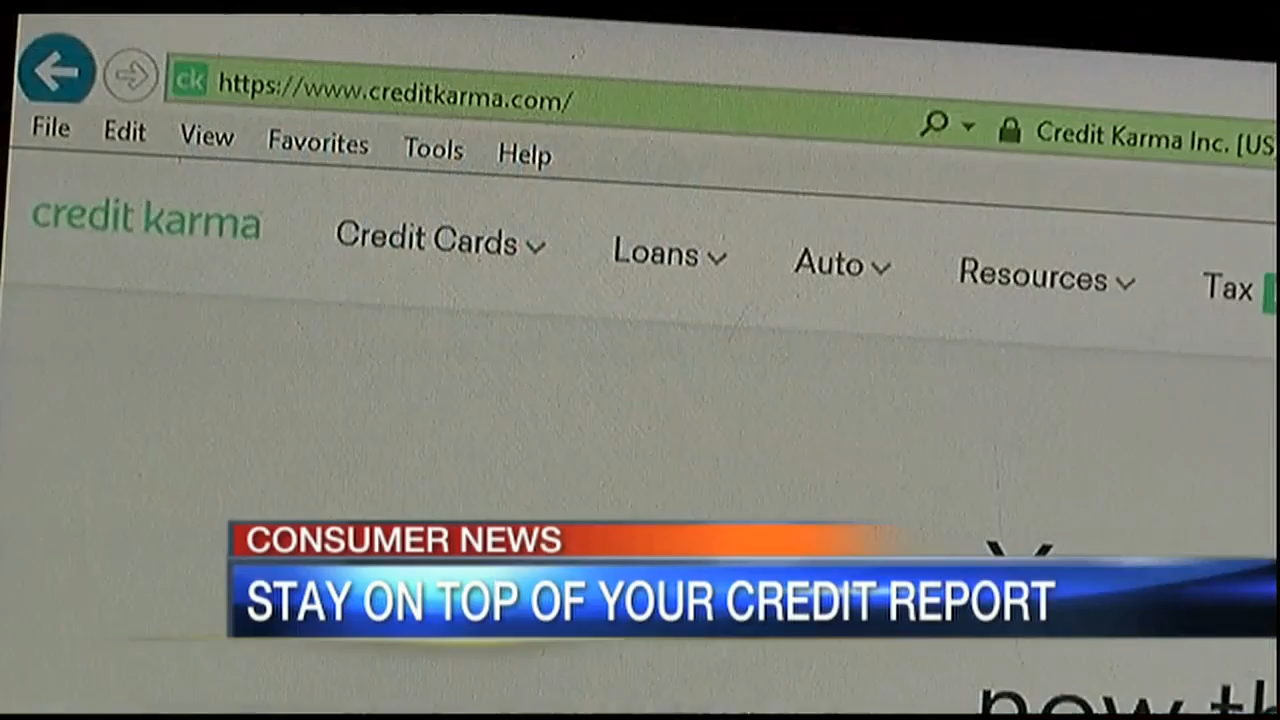 ck https://www.creditkarma.com/ Credit Karma Inc. [US
File Edit View Favorites Tools Help
credit karma Credit Cards Loans Auto Resources Tax
CONSUMER NEWS
STAY ON TOP OF YOUR CREDIT REPORT